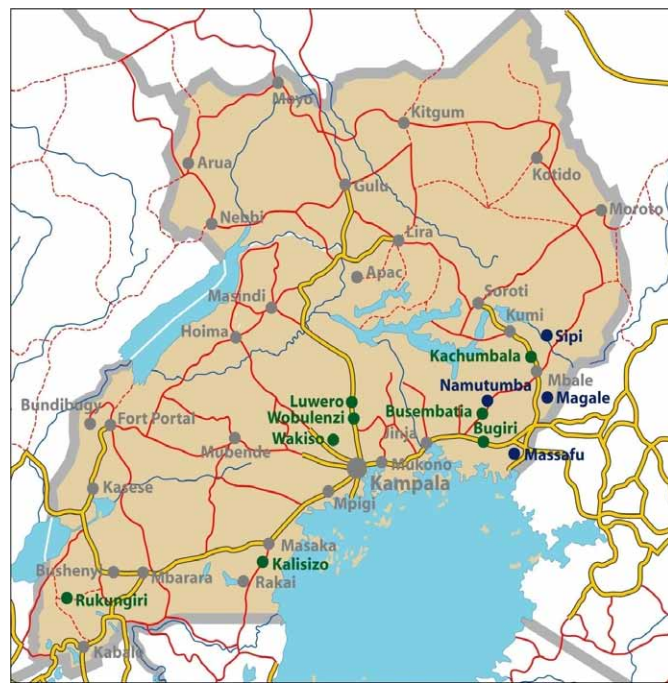 Moyo
Kitgum
Arua
Kotido
Gulu
Moroto
Nebbi
Lira
Apac
Masindi
Soroti
Kumi
Hoima
Sipi
Kachumbala
Mbale
Namutumba
Magale
Luwero
Bundibugy
Fort Portal
Wobulenzi
Busembatia
Bugiri
Wakiso
Jinja
Mubende
Massafu
Mukono
Kampala
Kasese
Mpigi
Masaka
Kalisizo
Bushenyi
Mbarara
Rakai
Rukungiri
Kabale